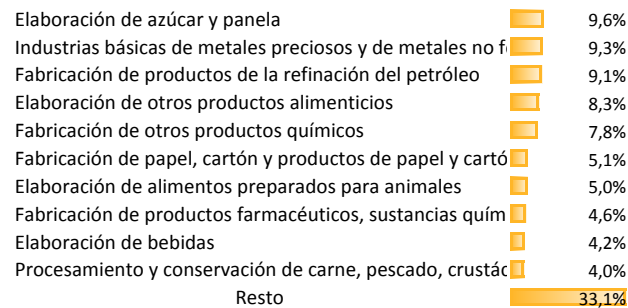 Elaboración de azúcar y panela 9,6%
Industrias básicas de metales preciosos y de metales no 9,3%
Fabricación de productos de la refinación del petróleo 9,1%
Elaboración de otros productos alimenticios 8,3%
Fabricación de otros productos químicos 7,8%
Fabricación de papel, cartón y productos de papel y cartó 5,1%
Elaboración de alimentos preparados para animales 5,0%
Fabricación de productos farmacéuticos, sustancias quím 4,6%
Elaboración de bebidas 4,2%
Procesamiento y conservación de carne, pescado, crustác 4,0%
Resto 33,1%